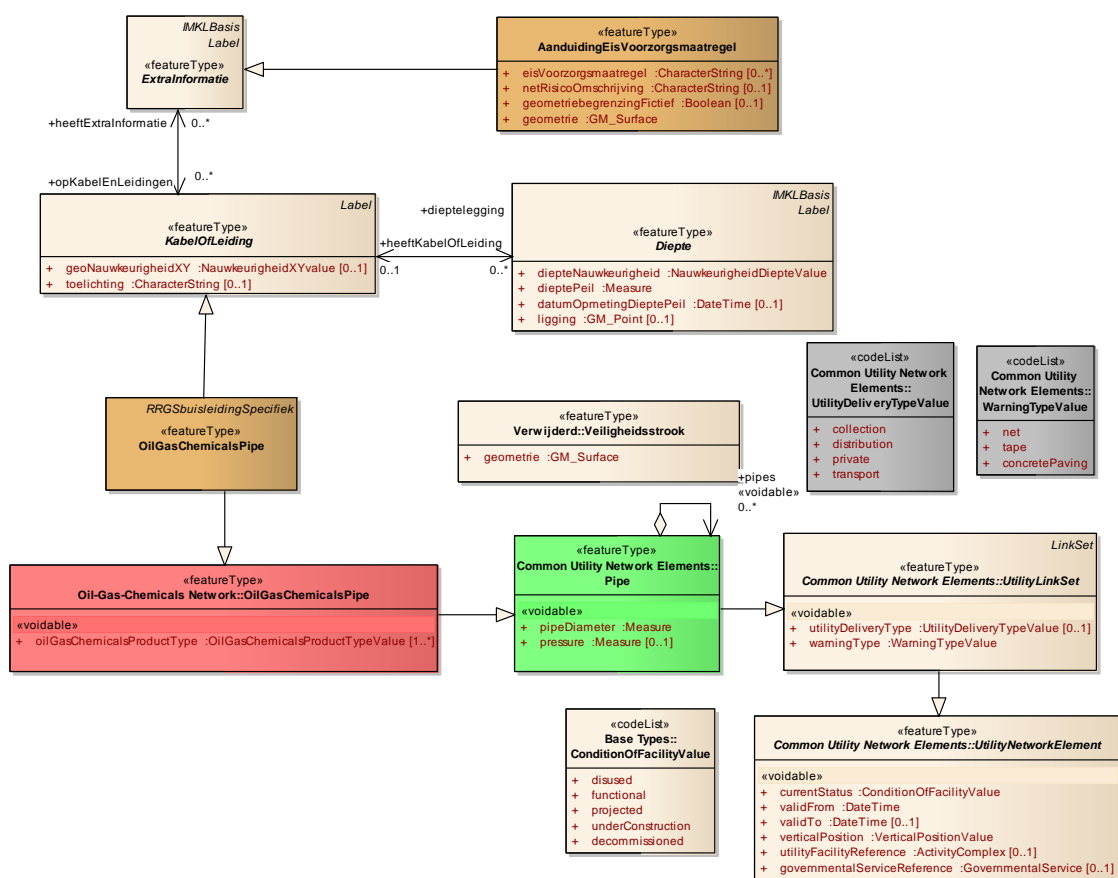 IMKLBasis
Label
«featureType»
ExtraInformatie
«featureType»
AanduidingEisVoorzorgsmaatregel
+ eisVoorzorgsmaatregel :CharacterString [0..*]
+ netRisicoOmschrijving :CharacterString [0..1]
+ geometriebegrenzingFictief :Boolean [0..1]
+ geometrie :GM_Surface
+heeftExtraInformatie
0..*
+opKabelEnLeidingen
0..*
Label
«featureType»
KabelOfLeiding
+ geoNauwkeurigheidXY :NauwkeurigheidXYvalue [0..1]
+ toelichting :CharacterString [0..1]
+dieptelegging
+heeftKabelOfLeiding
0..1
0..*
IMKLBasis
Label
«featureType»
Diepte
+ diepteNauwkeurigheid :NauwkeurigheidDiepteValue
+ dieptePeil :Measure
+ datumOpmetingDieptePeil :DateTime [0..1]
+ ligging :GM_Point [0..1]
«codeList»
Common Utility Network
Elements::
UtilityDeliveryTypeValue
+ collection
+ distribution
+ private
+ transport
«codeList»
Common Utility
Network Elements::
WarningTypeValue
+ net
+ tape
+ concretePaving
RRGSbuisleidingSpecifiek
«featureType»
OilGasChemicalsPipe
«featureType»
Verwijderd::Veiligheidsstrook
+ geometrie :GM_Surface
+pipes
«voidable»
0..*
«featureType»
Oil-Gas-Chemicals Network::OilGasChemicalsPipe
«voidable»
+ oilGasChemicalsProductType :OilGasChemicalsProductTypeValue [1..*]
«featureType»
Common Utility Network Elements::
Pipe
«voidable»
+ pipeDiameter :Measure
+ pressure :Measure [0..1]
LinkSet
«featureType»
Common Utility Network Elements::UtilityLinkSet
«voidable»
+ utilityDeliveryType :UtilityDeliveryTypeValue [0..1]
+ warningType :WarningTypeValue
«codeList»
Base Types::
ConditionOfFacilityValue
+ disused
+ functional
+ projected
+ underConstruction
+ decommissioned
«featureType»
Common Utility Network Elements::UtilityNetworkElement
«voidable»
+ currentStatus :ConditionOfFacilityValue
+ validFrom :DateTime
+ validTo :DateTime [0..1]
+ verticalPosition :VerticalPositionValue
+ utilityFacilityReference :ActivityComplex [0..1]
+ governmentalServiceReference :GovernmentalService [0..1]